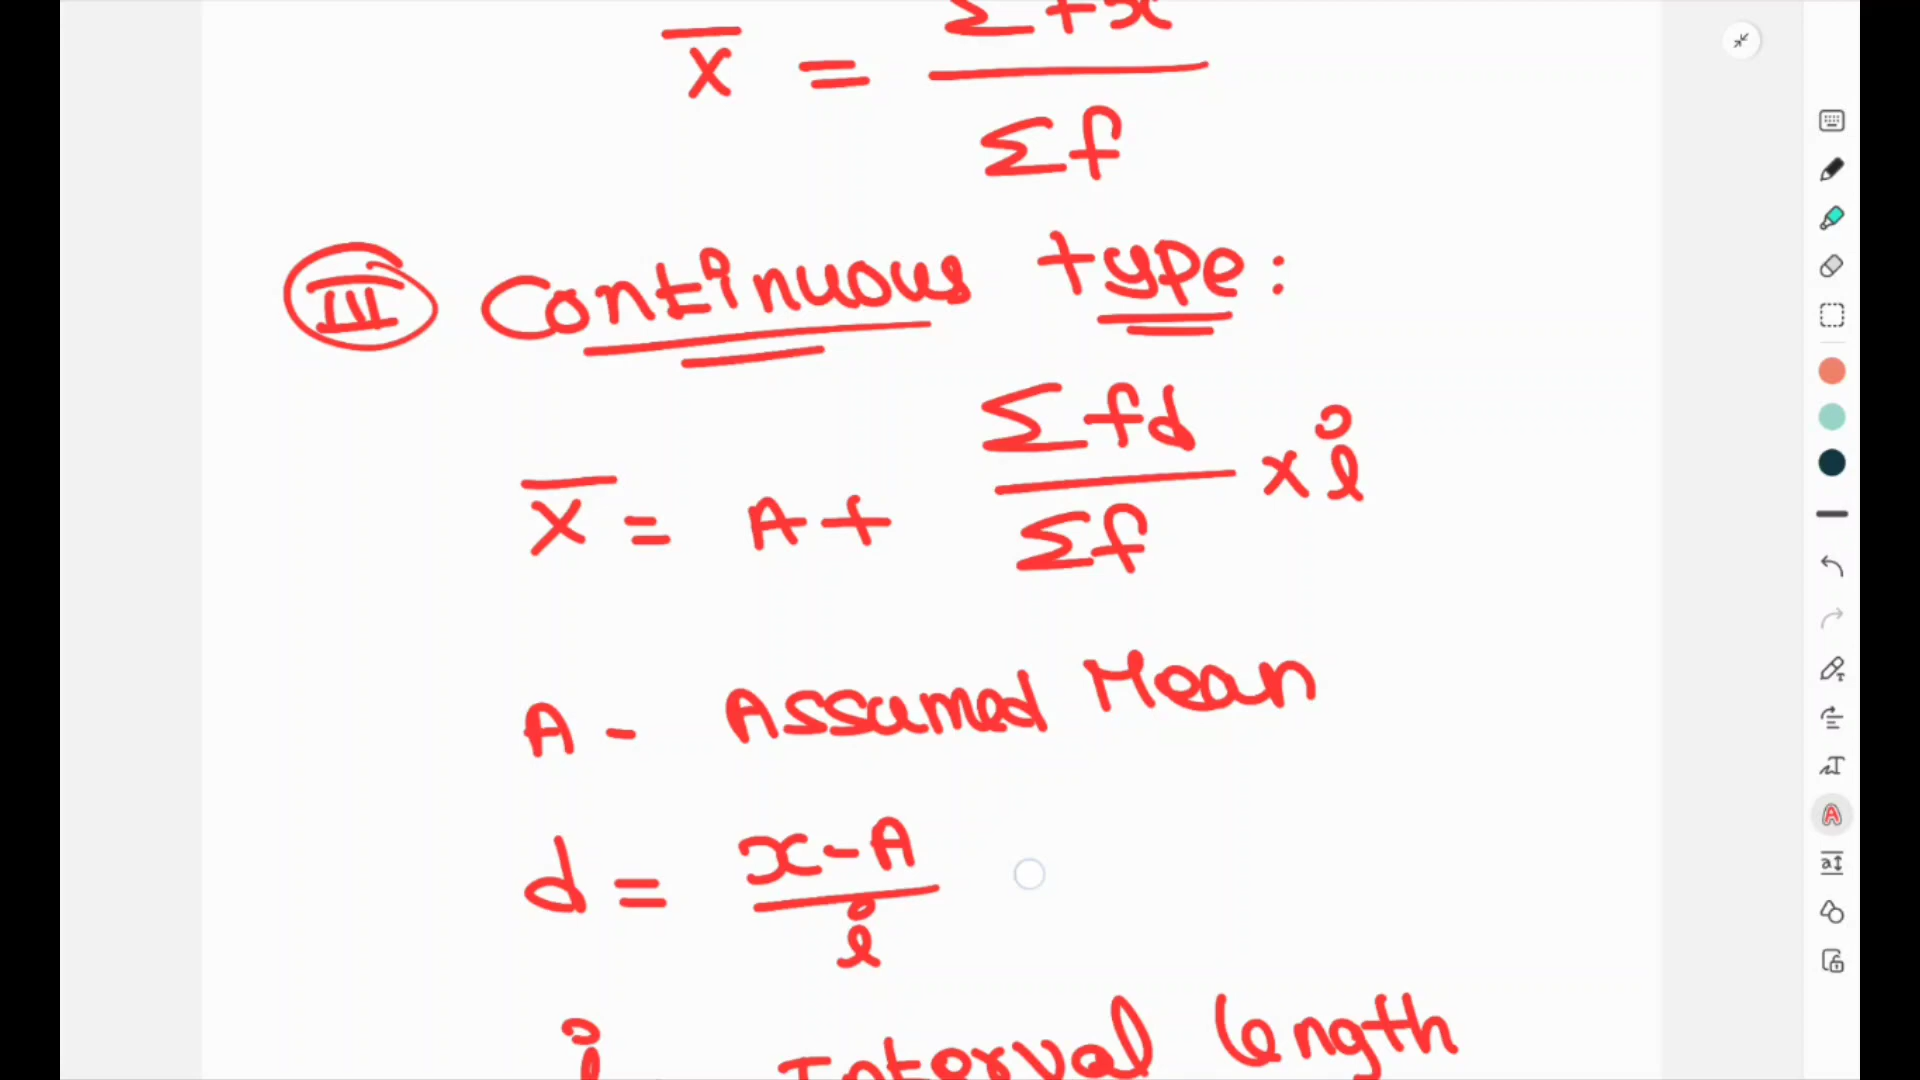 x̄ = Σfx / Σf
III Continuous type:
x̄ = A + Σfd / Σf × i
A - Assumed Mean
d = x-A / i
i - Interval length